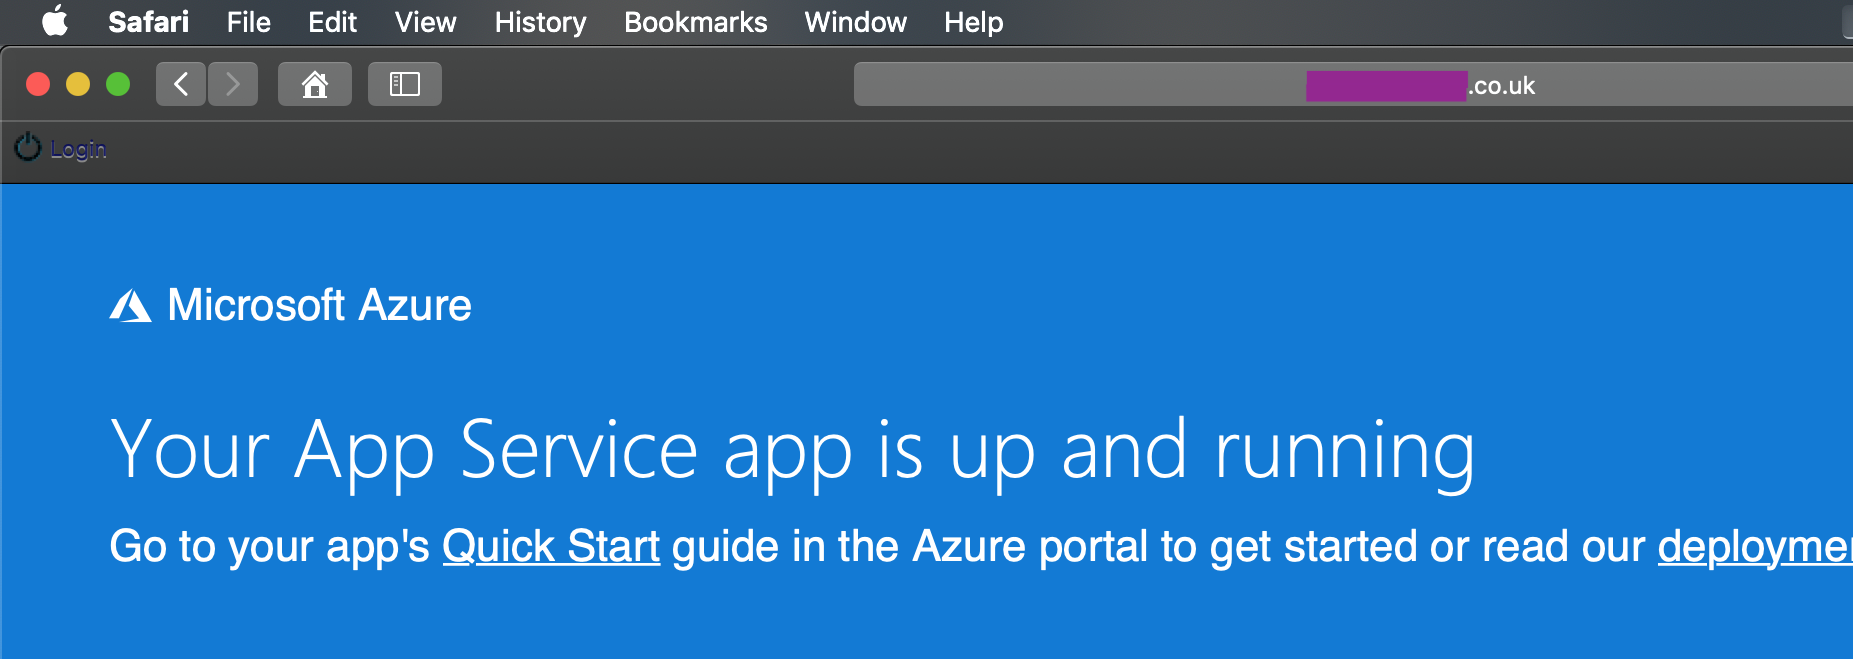 Safari File Edit View History Bookmarks Window Help
.co.uk
Login
Microsoft Azure
Your App Service app is up and running
Go to your app's Quick Start guide in the Azure portal to get started or read our deployme